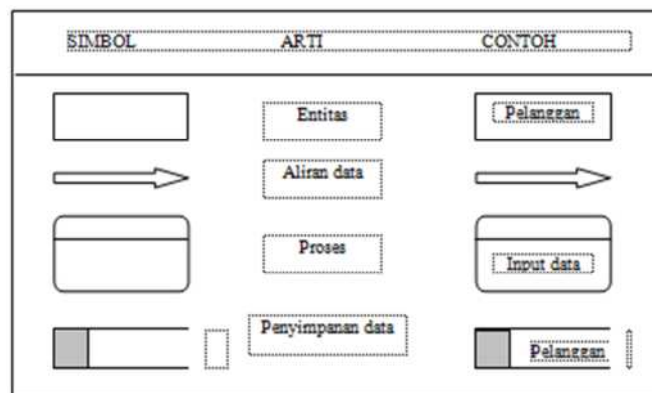 SIMBOL ARTI CONTOH
Entitas Pelanggan
Aliran data
Proses Input data
Penyimpanan data Pelanggan